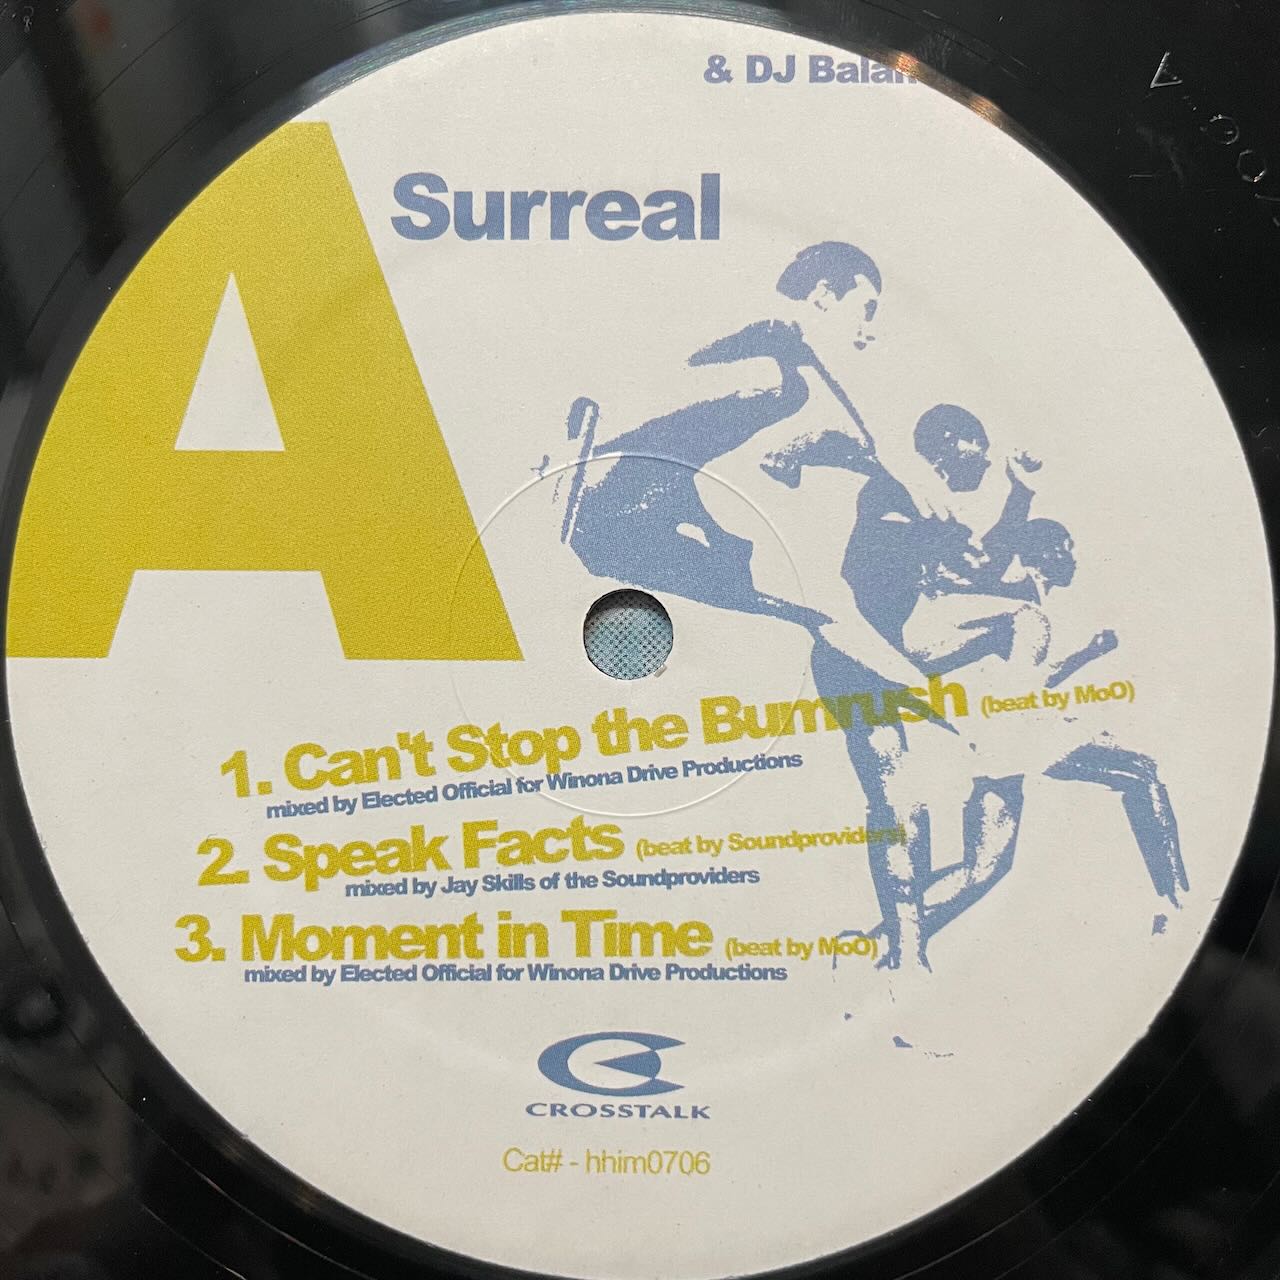 & DJ
A
Surreal
1. Can't Stop the Bumrush (beat by MoO)
mixed by Elected Official for Winona Drive Productions
2. Speak Facts (beat by Soundproviders)
mixed by Jay Skills of the Soundproviders
3. Moment in Time (beat by MoO)
mixed by Elected Official for Winona Drive Productions
CROSSTALK
Cat# - hhim0706